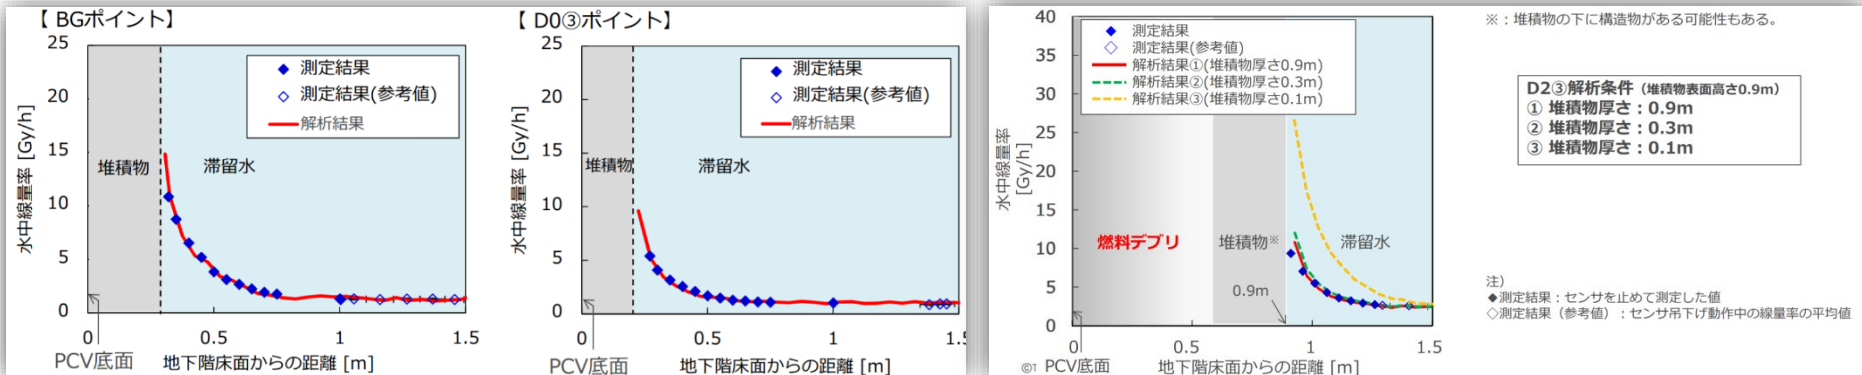 【 BGポイント】
25
20
15
10
5
0
水中線量率 [Gy/h]
測定結果
測定結果(参考値)
解析結果
堆積物
滞留水
0
0.5
1
1.5
PCV底面
地下階床面からの距離 [m]
【 D0③ポイント】
25
20
15
10
5
0
水中線量率 [Gy/h]
測定結果
測定結果(参考値)
解析結果
堆積物
滞留水
0
0.5
1
1.5
PCV底面
地下階床面からの距離 [m]
40
35
30
25
20
15
10
5
0
水中線量率
[Gy/h]
測定結果
測定結果(参考値)
解析結果①(堆積物厚さ0.9m)
解析結果②(堆積物厚さ0.3m)
解析結果③(堆積物厚さ0.1m)
燃料デブリ
堆積物※
滞留水
0.9m
0
0.5
1
1.5
PCV底面
地下階床面からの距離 [m]
※：堆積物の下に構造物がある可能性もある。
D2③解析条件（堆積物表面高さ0.9m）
① 堆積物厚さ：0.9m
② 堆積物厚さ：0.3m
③ 堆積物厚さ：0.1m
注）
◆測定結果：センサを止めて測定した値
◇測定結果（参考値）：センサ吊下げ動作中の線量率の平均値